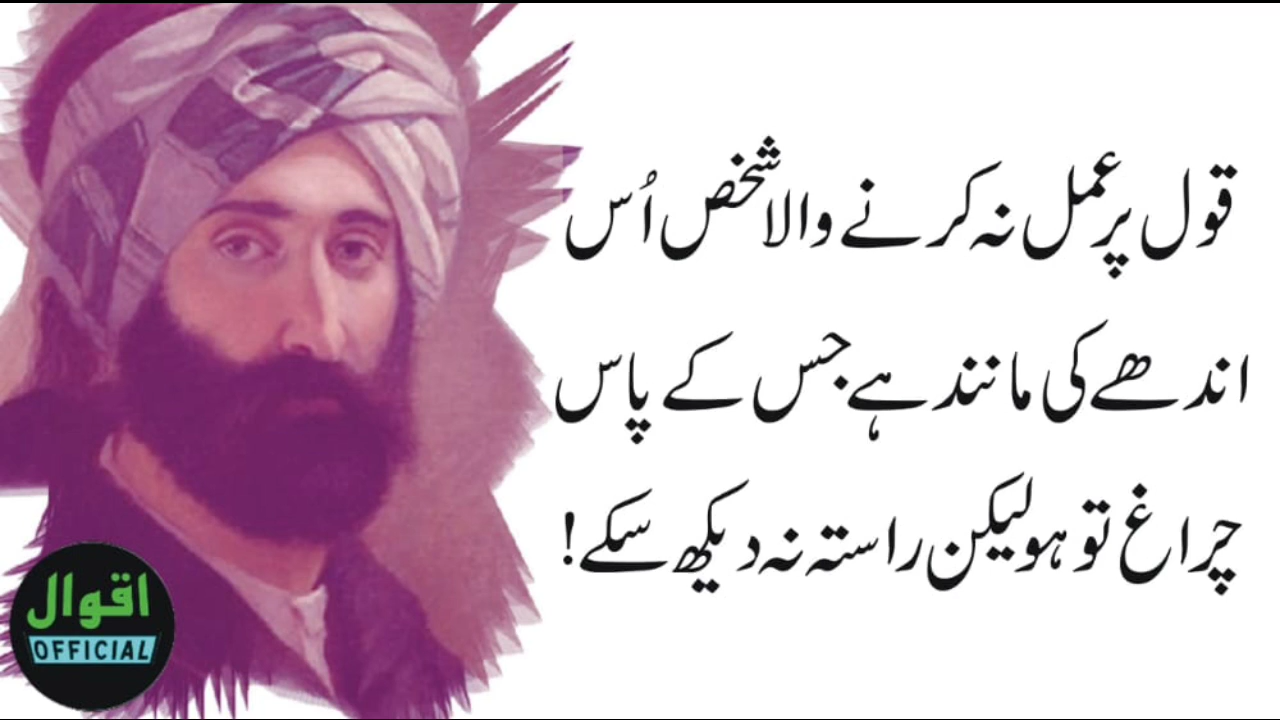 قول پر عمل نہ کرنے والا شخص اُس
اندھے کی مانند ہے جس کے پاس
چراغ تو ہو لیکن راستہ نہ دیکھ سکے!
اقوال
OFFICIAL